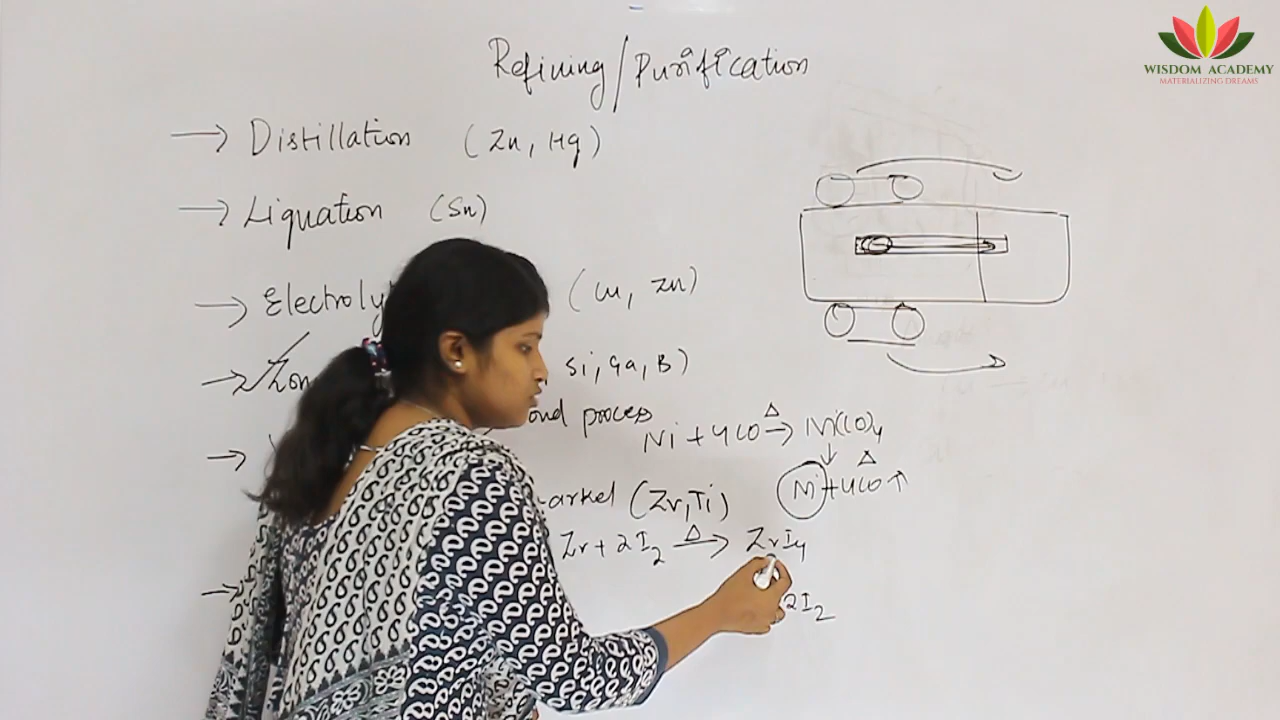 Refining/Purification
→ Distillation (Zn, Hg)
→ Liquation (Sn)
→ Electroly (Cu, Zn)
→ Zon Si, Ga, B)
ond process
Ni + 4CO →Δ Ni(CO)4
↓ Δ
Ni + 4CO ↑
→
arkel (Zr, Ti)
Zr + 2I2 →Δ ZrI4
2I2
→
WISDOM ACADEMY
MATERIALIZING DREAMS